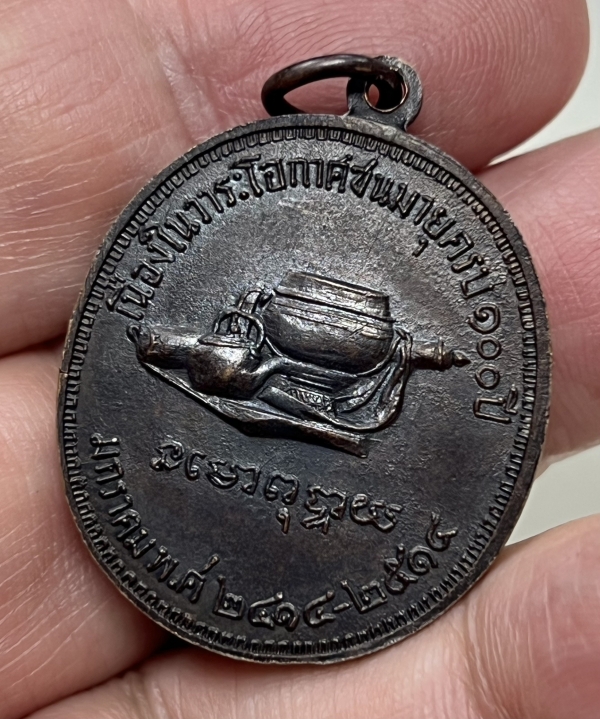 เนื่องในวาระโอกาศชนมายุครบ ๑๐๐ ปี
มกราคม พ.ศ ๒๔๑๔-๒๕๑๔